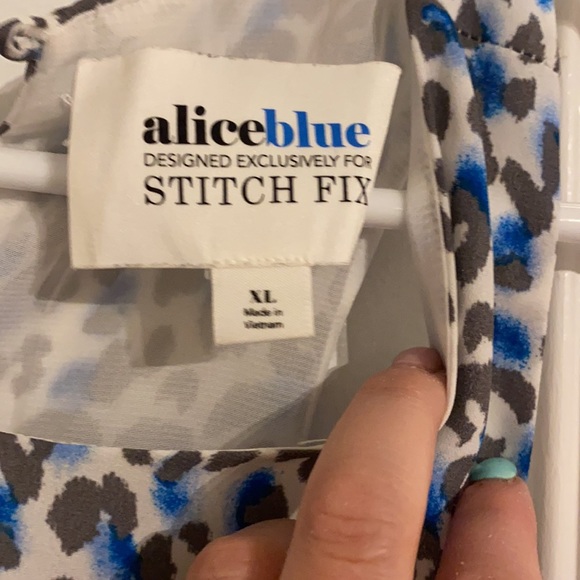 aliceblue
DESIGNED EXCLUSIVELY FOR
STITCH FIX
XL
Made in
Vietnam